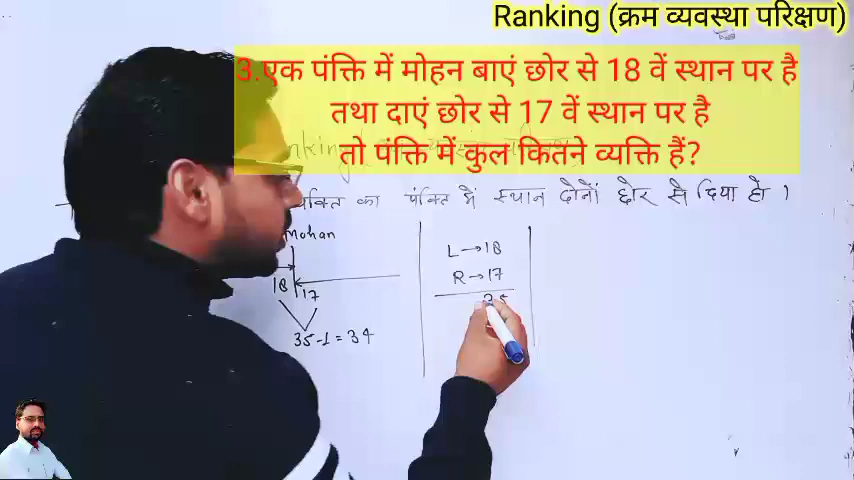 Ranking (क्रम व्यवस्था परिक्षण)
3.एक पंक्ति में मोहन बाएं छोर से 18 वें स्थान पर है
तथा दाएं छोर से 17 वें स्थान पर है
तो पंक्ति में कुल कितने व्यक्ति हैं?
का पंक्ति में स्थान दोनों छोर से दिया हो।
Mohan
18 17
35-1=34
L→18
R→17
35